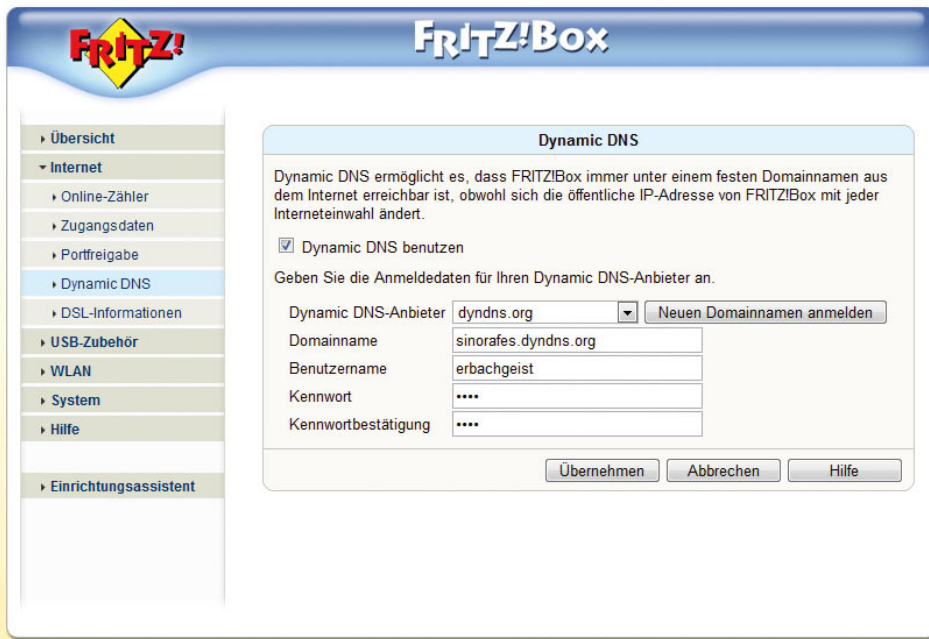 FRITZ!
FRITZ!BOX
Übersicht
Internet
Online-Zähler
Zugangsdaten
Portfreigabe
Dynamic DNS
DSL-Informationen
USB-Zubehör
WLAN
System
Hilfe
Einrichtungsassistent
Dynamic DNS
Dynamic DNS ermöglicht es, dass FRITZ!Box immer unter einem festen Domainnamen aus
dem Internet erreichbar ist, obwohl sich die öffentliche IP-Adresse von FRITZ!Box mit jeder
Interneteinwahl ändert.
Dynamic DNS benutzen
Geben Sie die Anmeldedaten für Ihren Dynamic DNS-Anbieter an.
Dynamic DNS-Anbieter dyndns.org Neuen Domainnamen anmelden
Domainname sinorafes.dyndns.org
Benutzername erbachgeist
Kennwort ••••
Kennwortbestätigung ••••
Übernehmen Abbrechen Hilfe